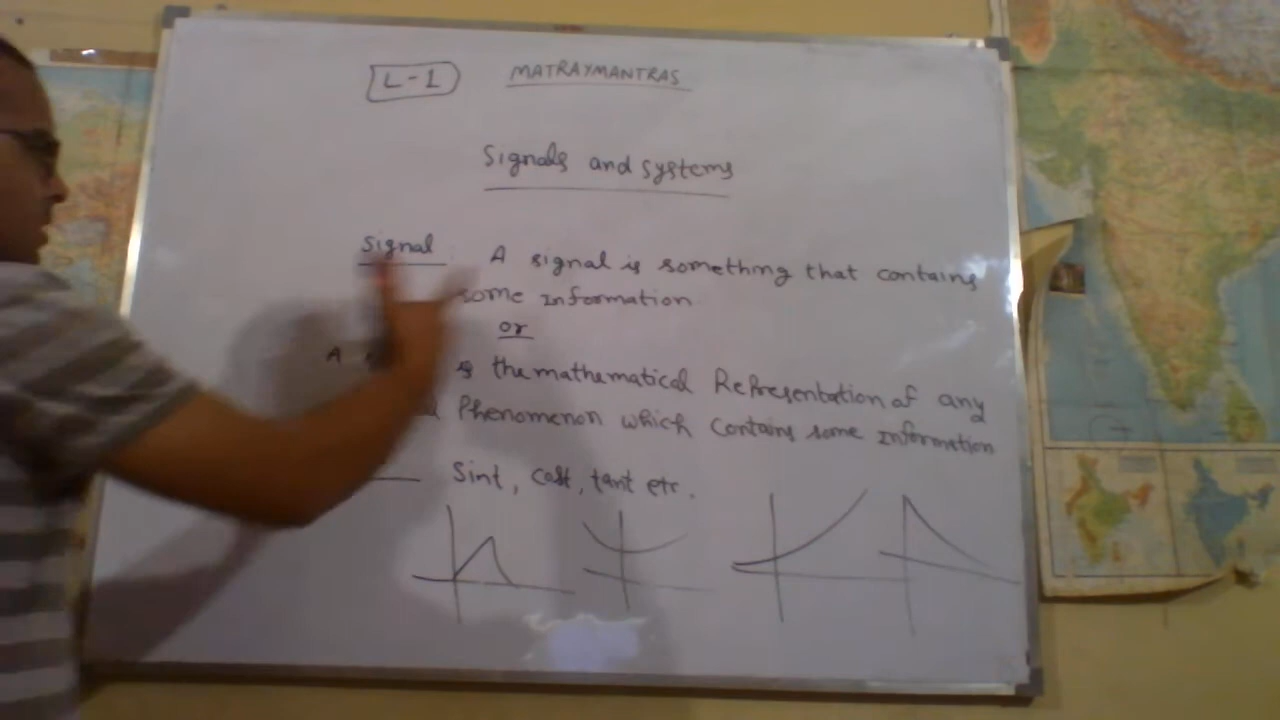 L-1 MATRAYMANTRAS
Signals and systems
Signal : A signal is something that contains
some Information
or
A is the mathematical Representation of any
Phenomenon which contains some Information
Sint, cost, tant etc.